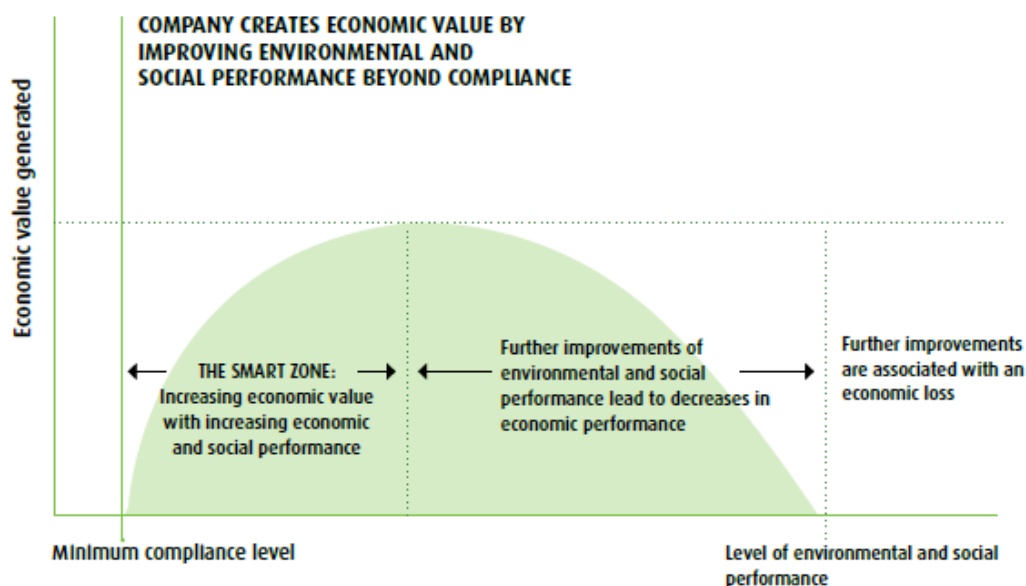 COMPANY CREATES ECONOMIC VALUE BY
IMPROVING ENVIRONMENTAL AND
SOCIAL PERFORMANCE BEYOND COMPLIANCE
Economic value generated
THE SMART ZONE:
Increasing economic value
with increasing economic
and social performance
Further improvements of
environmental and social
performance lead to decreases in
economic performance
Further improvements
are associated with an
economic loss
Minimum compliance level
Level of environmental and social
performance